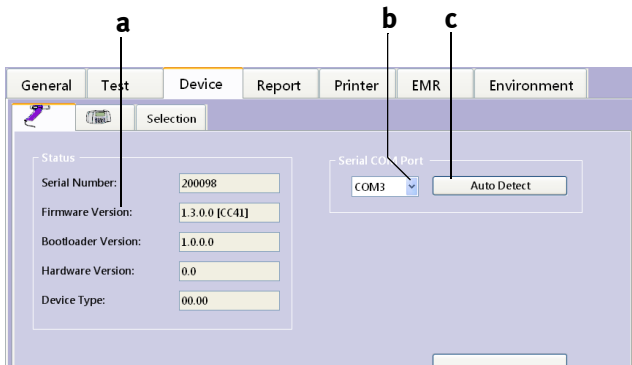 a b c
General Test Device Report Printer EMR Environment
Selection
Status
Serial COM Port
Serial Number: 200098
COM3 Auto Detect
Firmware Version: 1.3.0.0 [CC41]
Bootloader Version: 1.0.0.0
Hardware Version: 0.0
Device Type: 00.00